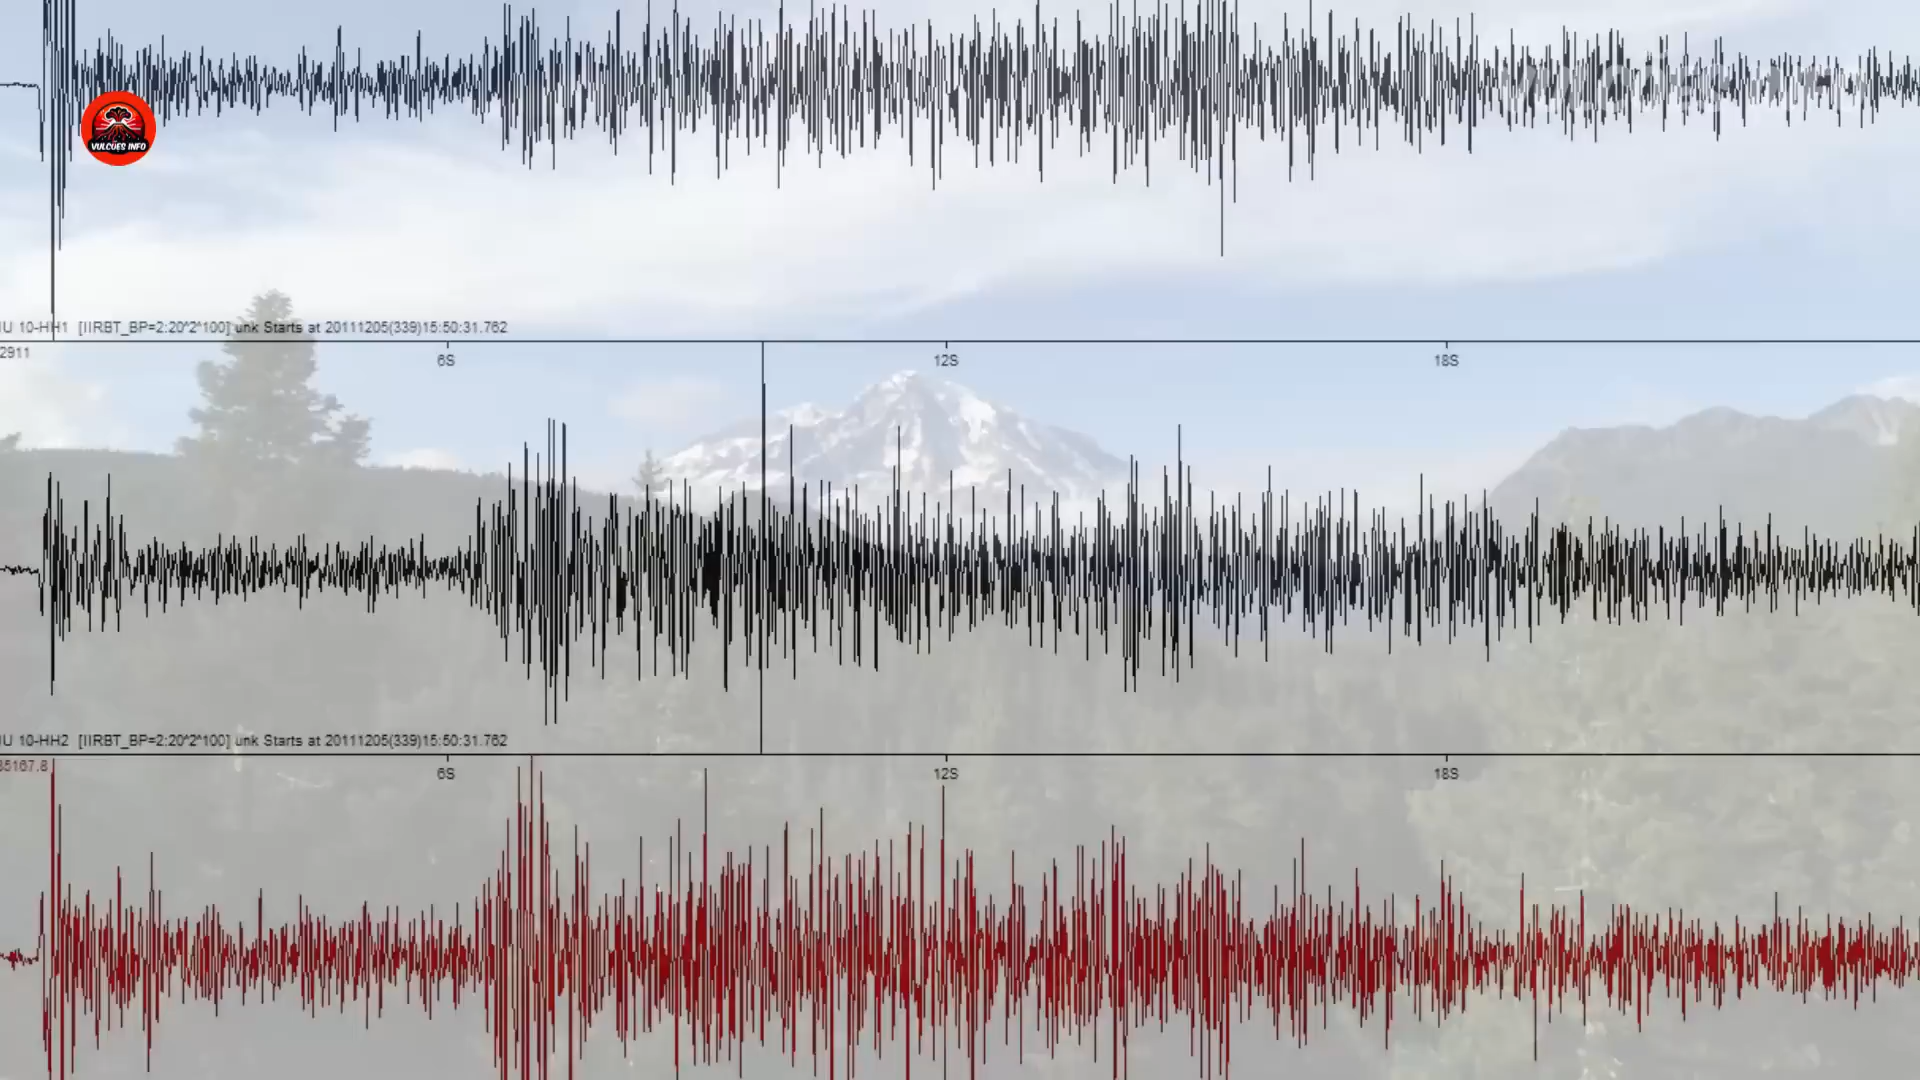 VULCÕES INFO
IU 10-HH1 [IIRBT_BP=2:20^2^100] unk Starts at 20111205(339)15:50:31.762
2911
6S 12S 18S
IU 10-HH2 [IIRBT_BP=2:20^2^100] unk Starts at 20111205(339)15:50:31.762
35167.8
6S 12S 18S